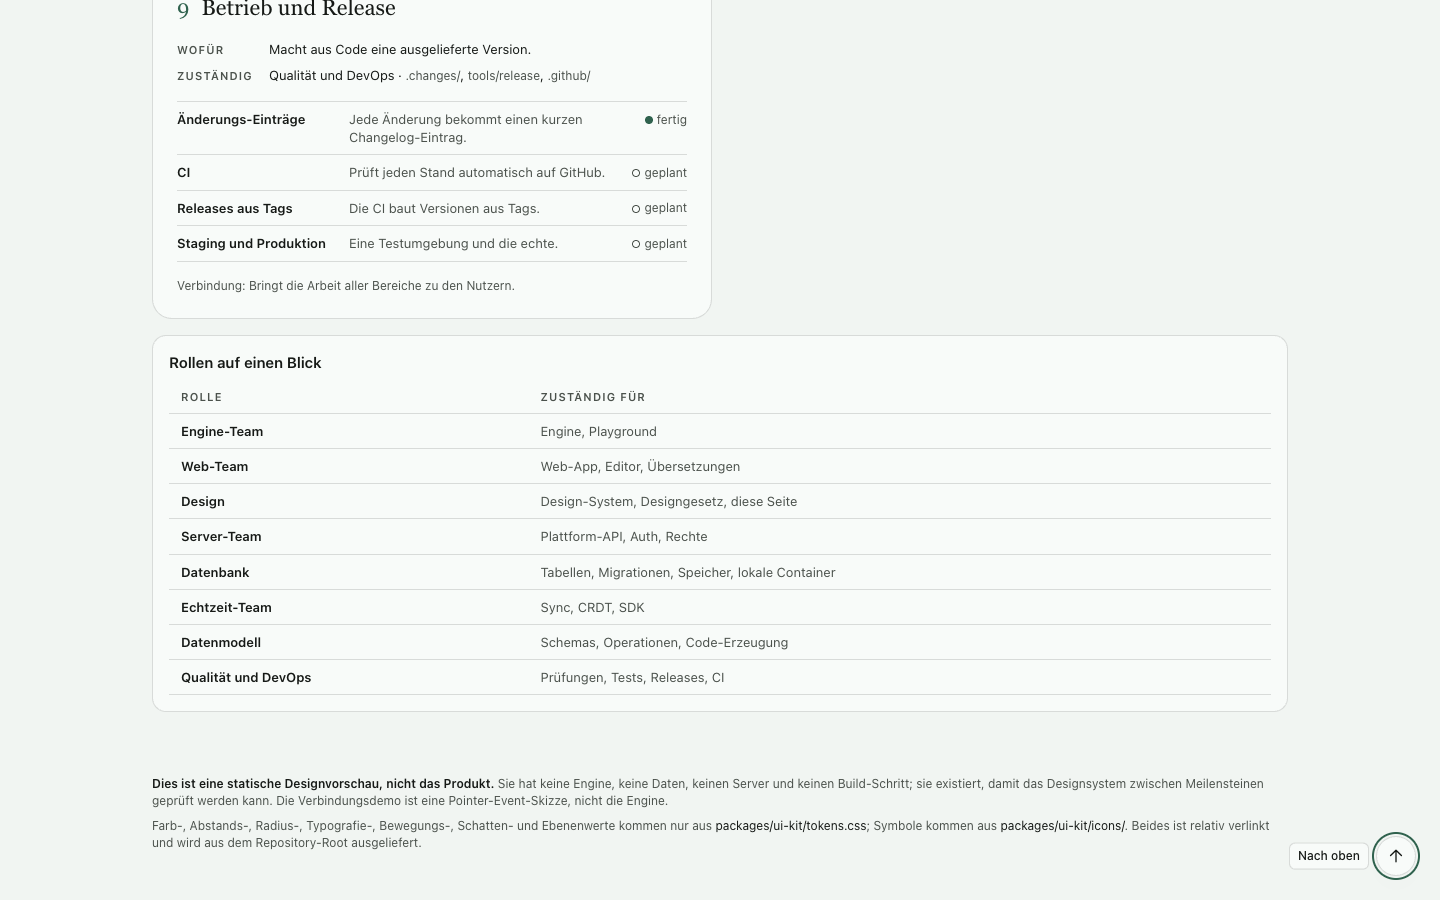 9 Betrieb und Release
WOFÜR Macht aus Code eine ausgelieferte Version.
ZUSTÄNDIG Qualität und DevOps · .changes/, tools/release, .github/
Änderungs-Einträge Jede Änderung bekommt einen kurzen fertig
Changelog-Eintrag.
CI Prüft jeden Stand automatisch auf GitHub. geplant
Releases aus Tags Die CI baut Versionen aus Tags. geplant
Staging und Produktion Eine Testumgebung und die echte. geplant
Verbindung: Bringt die Arbeit aller Bereiche zu den Nutzern.
Rollen auf einen Blick
ROLLE ZUSTÄNDIG FÜR
Engine-Team Engine, Playground
Web-Team Web-App, Editor, Übersetzungen
Design Design-System, Designgesetz, diese Seite
Server-Team Plattform-API, Auth, Rechte
Datenbank Tabellen, Migrationen, Speicher, lokale Container
Echtzeit-Team Sync, CRDT, SDK
Datenmodell Schemas, Operationen, Code-Erzeugung
Qualität und DevOps Prüfungen, Tests, Releases, CI
Dies ist eine statische Designvorschau, nicht das Produkt. Sie hat keine Engine, keine Daten, keinen Server und keinen Build-Schritt; sie existiert, damit das Designsystem zwischen Meilensteinen
geprüft werden kann. Die Verbindungsdemo ist eine Pointer-Event-Skizze, nicht die Engine.
Farb-, Abstands-, Radius-, Typografie-, Bewegungs-, Schatten- und Ebenenwerte kommen nur aus packages/ui-kit/tokens.css; Symbole kommen aus packages/ui-kit/icons/. Beides ist relativ verlinkt
und wird aus dem Repository-Root ausgeliefert.
Nach oben